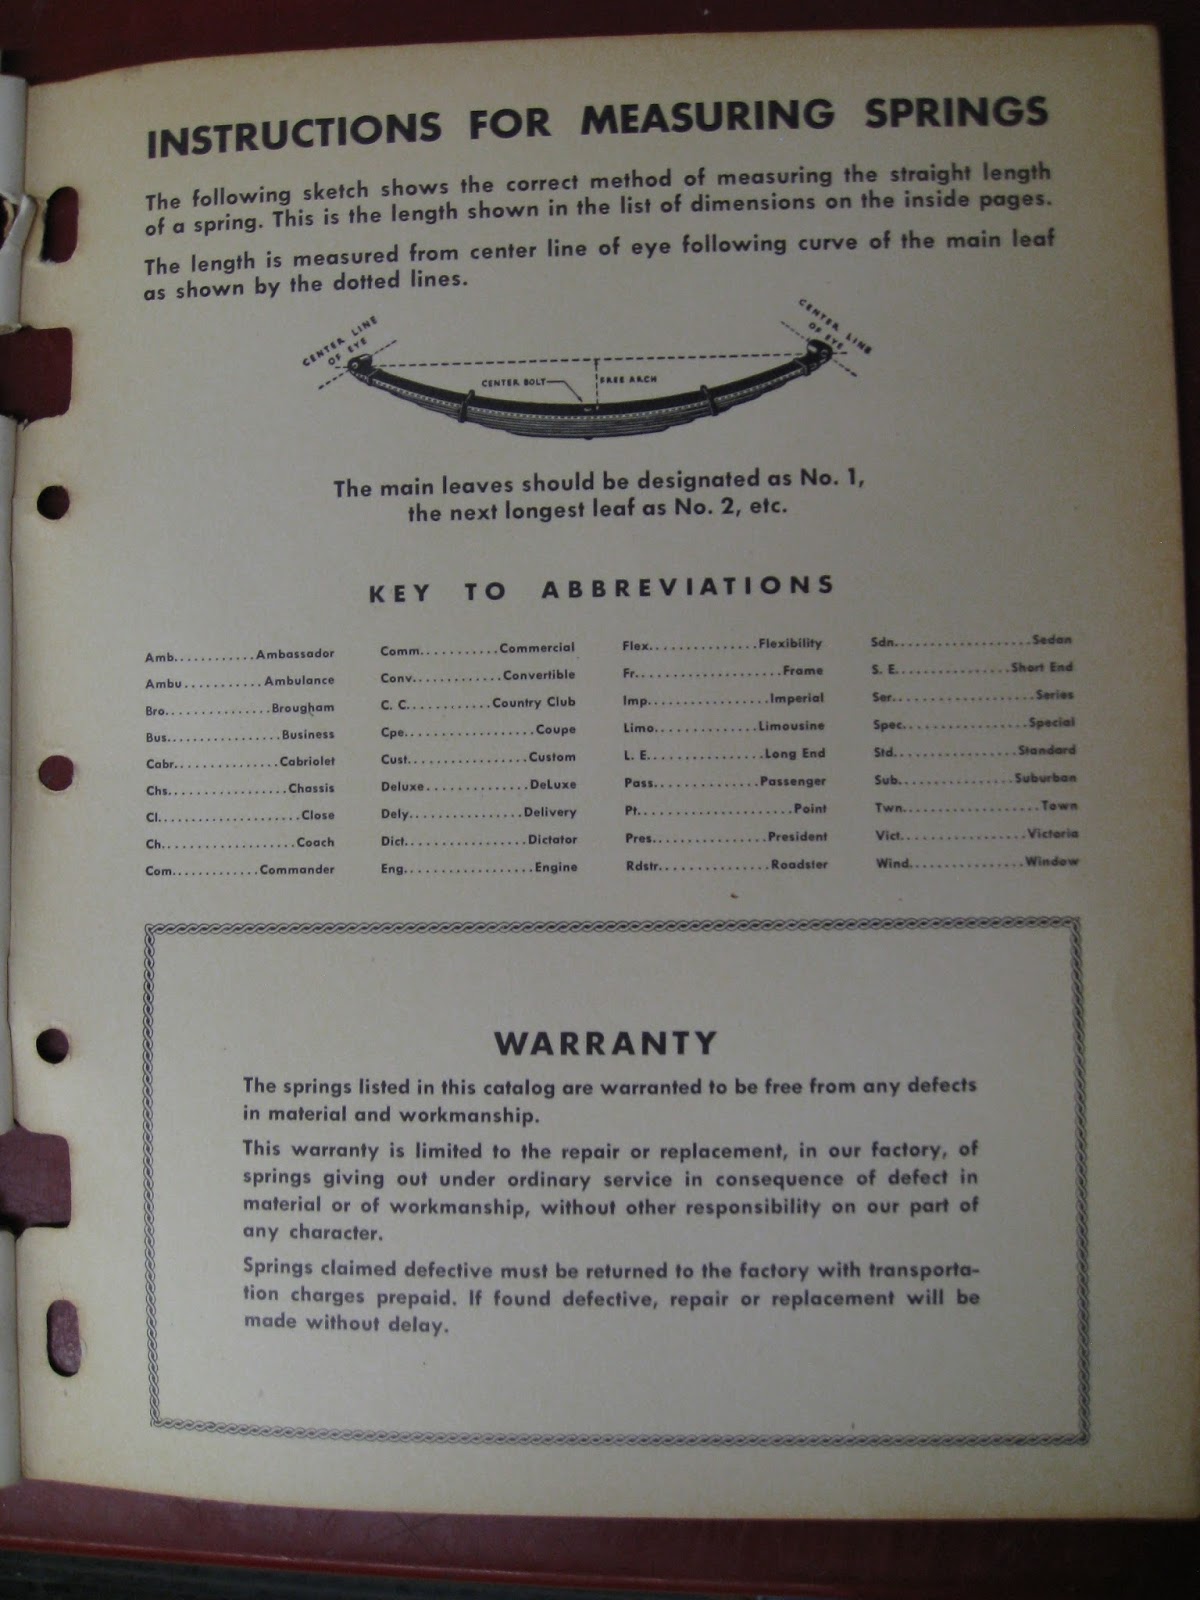 INSTRUCTIONS FOR MEASURING SPRINGS
The following sketch shows the correct method of measuring the straight length
of a spring. This is the length shown in the list of dimensions on the inside pages.
The length is measured from center line of eye following curve of the main leaf
as shown by the dotted lines.
CENTER LINE
OF EYE
CENTER LINE
OF EYE
CENTER BOLT
FREE ARCH
The main leaves should be designated as No. 1,
the next longest leaf as No. 2, etc.
KEY TO ABBREVIATIONS
Amb............Ambassador
Ambu...........Ambulance
Bro...............Brougham
Bus.................Business
Cabr...............Cabriolet
Chs..................Chassis
Cl......................Close
Ch.....................Coach
Com.............Commander
Comm...........Commercial
Conv.............Convertible
C. C............Country Club
Cpe....................Coupe
Cust..................Custom
Deluxe...............DeLuxe
Dely.................Delivery
Dict..................Dictator
Eng...................Engine
Flex................Flexibility
Fr......................Frame
Imp..................Imperial
Limo...............Limousine
L. E.................Long End
Pass................Passenger
Pt........................Point
Pres.................President
Rdstr................Roadster
Sdn....................Sedan
S. E.................Short End
Ser.....................Series
Spec...................Special
Std...................Standard
Sub.................Suburban
Twn.....................Town
Vict...................Victoria
Wind.................Window
WARRANTY
The springs listed in this catalog are warranted to be free from any defects
in material and workmanship.
This warranty is limited to the repair or replacement, in our factory, of
springs giving out under ordinary service in consequence of defect in
material or of workmanship, without other responsibility on our part of
any character.
Springs claimed defective must be returned to the factory with transporta-
tion charges prepaid. If found defective, repair or replacement will be
made without delay.